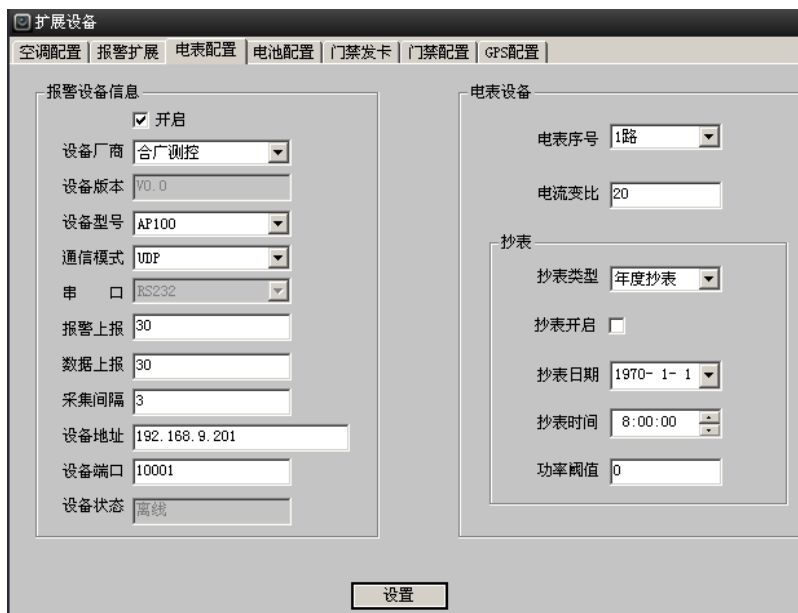 扩展设备
空调配置 报警扩展 电表配置 电池配置 门禁发卡 门禁配置 GPS配置
报警设备信息
开启
设备厂商 合广测控
设备版本 V0.0
设备型号 AP100
通信模式 UDP
串 口 RS232
报警上报 30
数据上报 30
采集间隔 3
设备地址 192.168.9.201
设备端口 10001
设备状态 离线
电表设备
电表序号 1路
电流变比 20
抄表
抄表类型 年度抄表
抄表开启
抄表日期 1970- 1- 1
抄表时间 8:00:00
功率阈值 0
设置